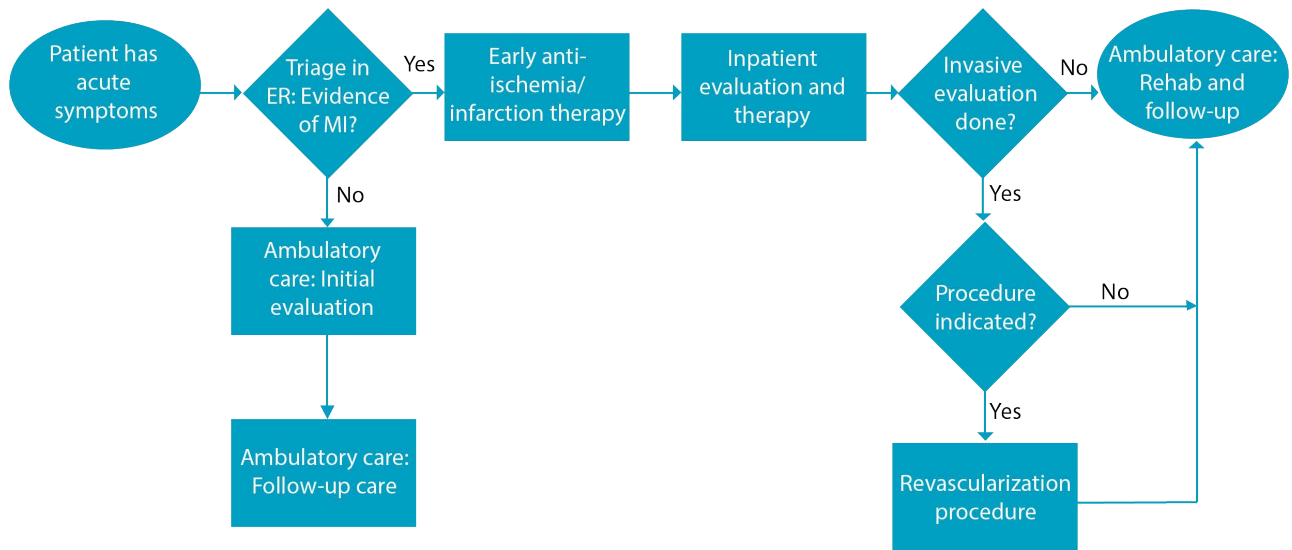 Patient has
acute
symptoms
Triage in
ER: Evidence
of MI?
Yes
Early anti-
ischemia/
infarction therapy
Inpatient
evaluation and
therapy
Invasive
evaluation
done?
No
Ambulatory care:
Rehab and
follow-up
No
Ambulatory
care: Initial
evaluation
Ambulatory care:
Follow-up care
Yes
Procedure
indicated?
No
Yes
Revascularization
procedure